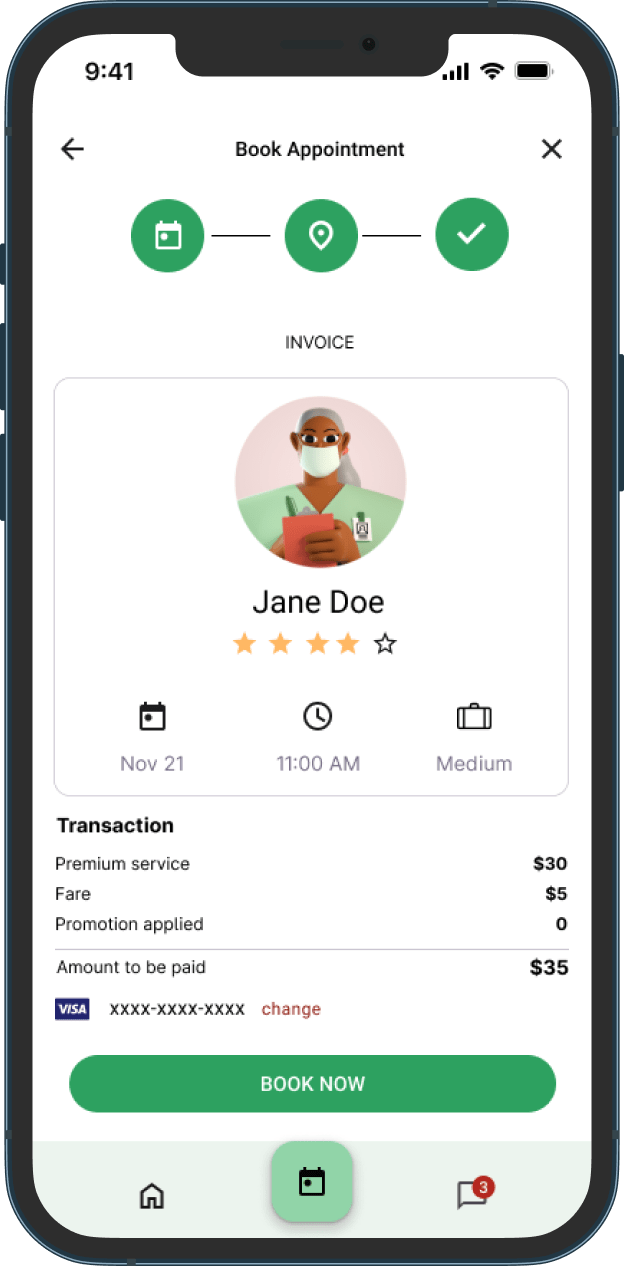 9:41
Book Appointment
INVOICE
Jane Doe
Nov 21 11:00 AM Medium
Transaction
Premium service $30
Fare $5
Promotion applied 0
Amount to be paid $35
VISA xxxx-xxxx-xxxx change
BOOK NOW
3